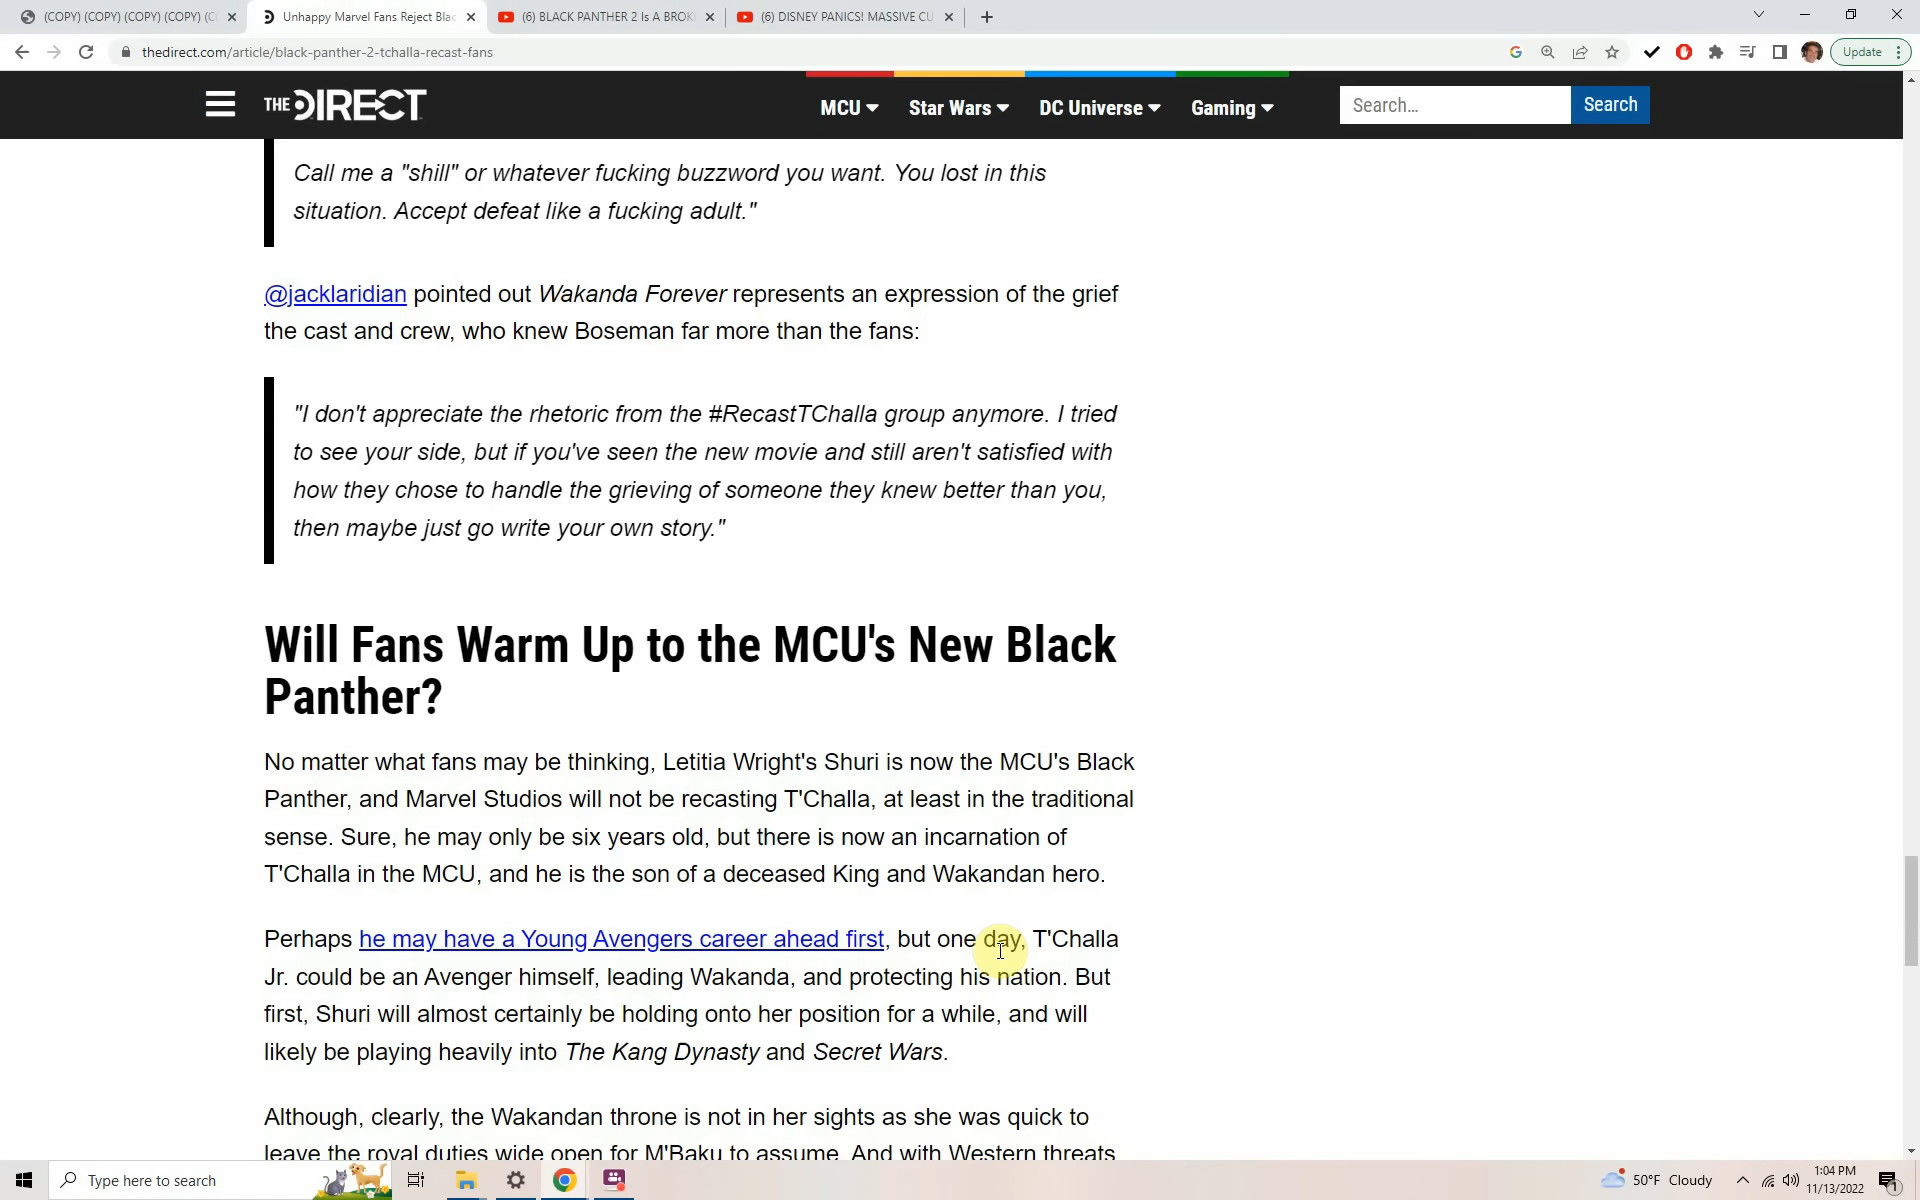 (COPY) (COPY) (COPY) (COPY) (C
Unhappy Marvel Fans Reject Blac
(6) BLACK PANTHER 2 Is A BROK
(6) DISNEY PANICS! MASSIVE CU
thedirect.com/article/black-panther-2-tchalla-recast-fans
Update
THE DIRECT
MCU
Star Wars
DC Universe
Gaming
Search...
Search
Call me a "shill" or whatever fucking buzzword you want. You lost in this
situation. Accept defeat like a fucking adult."
@jacklaridian pointed out Wakanda Forever represents an expression of the grief
the cast and crew, who knew Boseman far more than the fans:
"I don't appreciate the rhetoric from the #RecastTChalla group anymore. I tried
to see your side, but if you've seen the new movie and still aren't satisfied with
how they chose to handle the grieving of someone they knew better than you,
then maybe just go write your own story."
Will Fans Warm Up to the MCU's New Black
Panther?
No matter what fans may be thinking, Letitia Wright's Shuri is now the MCU's Black
Panther, and Marvel Studios will not be recasting T'Challa, at least in the traditional
sense. Sure, he may only be six years old, but there is now an incarnation of
T'Challa in the MCU, and he is the son of a deceased King and Wakandan hero.
Perhaps he may have a Young Avengers career ahead first, but one day, T'Challa
Jr. could be an Avenger himself, leading Wakanda, and protecting his nation. But
first, Shuri will almost certainly be holding onto her position for a while, and will
likely be playing heavily into The Kang Dynasty and Secret Wars.
Although, clearly, the Wakandan throne is not in her sights as she was quick to
leave the royal duties wide open for M'Baku to assume. And with Western threats
Type here to search
50°F Cloudy
1:04 PM
11/13/2022
1